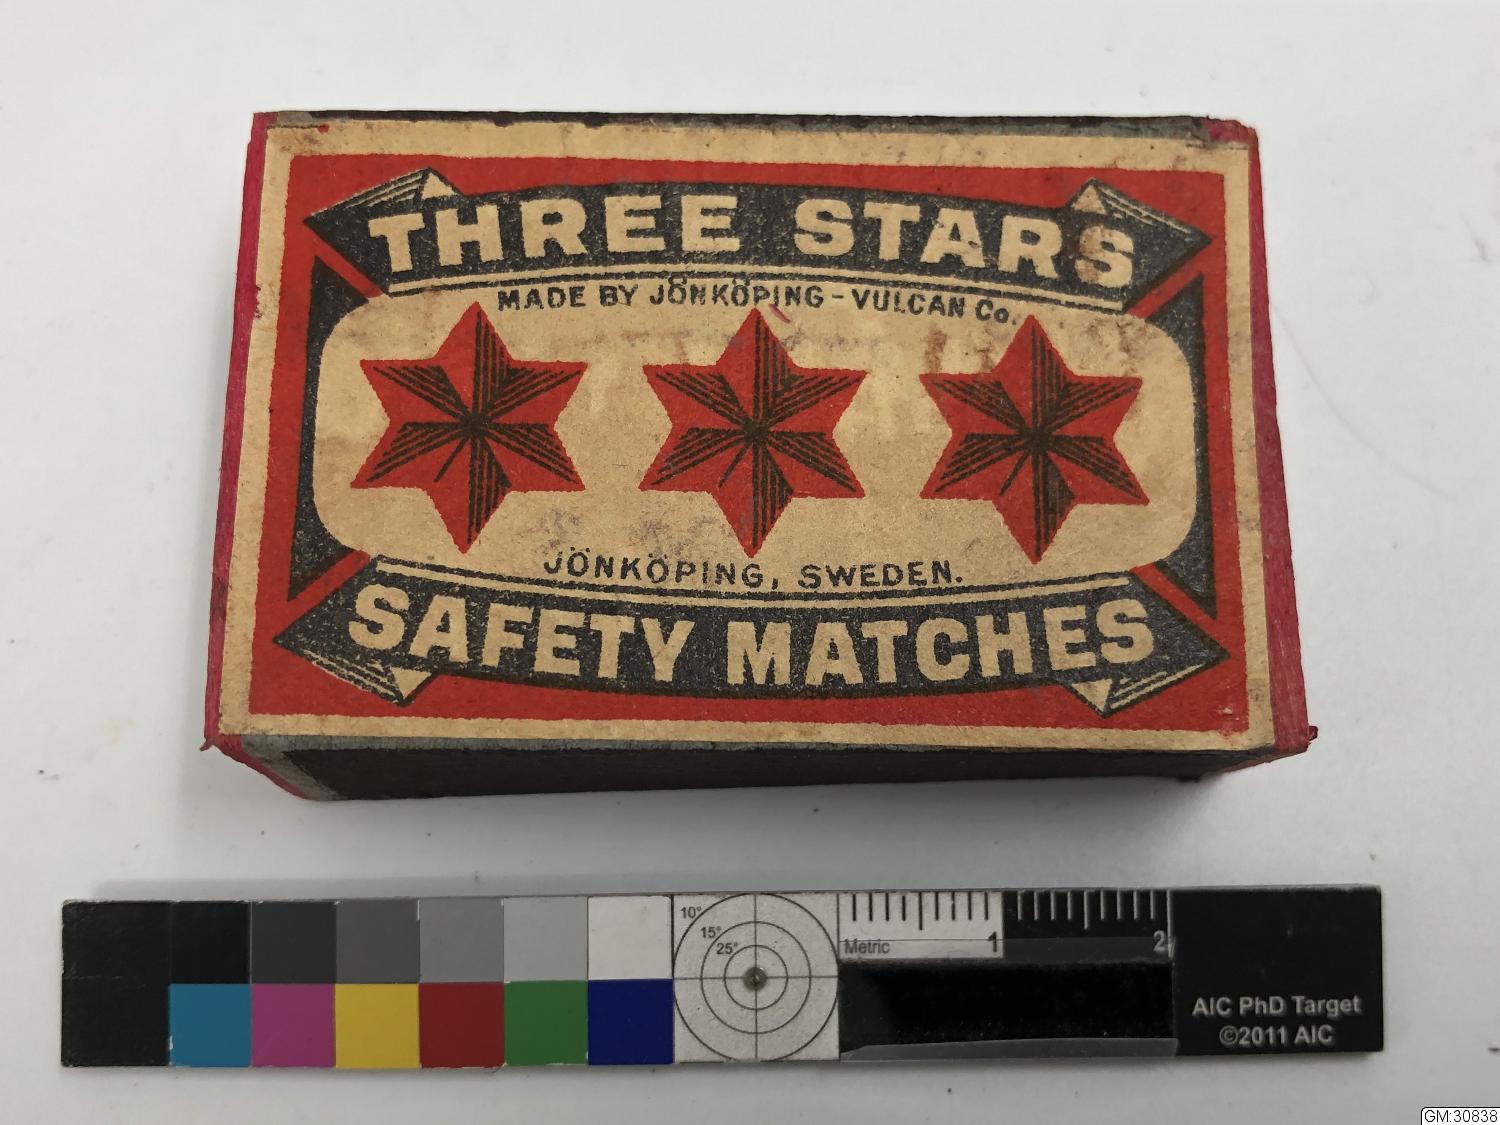 THREE STARS
MADE BY JÖNKÖPING - VULCAN Co.
JÖNKÖPING, SWEDEN.
SAFETY MATCHES
10°
15°
25°
Metric
1
2
AIC PhD Target
©2011 AIC
GM:30838